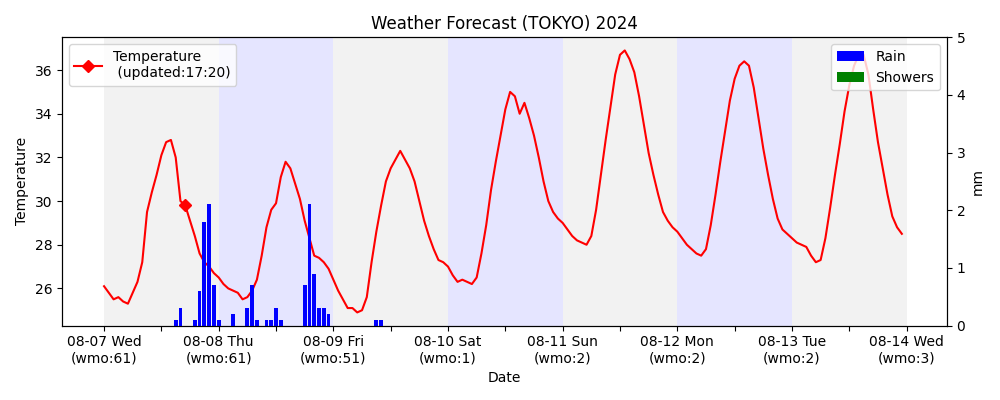 Weather Forecast (TOKYO) 2024
Temperature
(updated:17:20)
Rain
Showers
Temperature
36
34
32
30
28
26
5
4
3
2
1
0
mm
08-07 Wed
(wmo:61)
08-08 Thu
(wmo:61)
08-09 Fri
(wmo:51)
08-10 Sat
(wmo:1)
08-11 Sun
(wmo:2)
08-12 Mon
(wmo:2)
08-13 Tue
(wmo:2)
08-14 Wed
(wmo:3)
Date